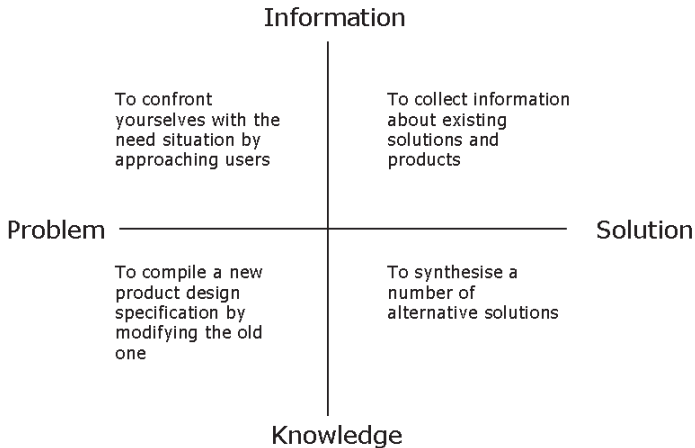 Information
To confront
yourselves with the
need situation by
approaching users
To collect information
about existing
solutions and
products
Problem
Solution
To compile a new
product design
specification by
modifying the old
one
To synthesise a
number of
alternative solutions
Knowledge